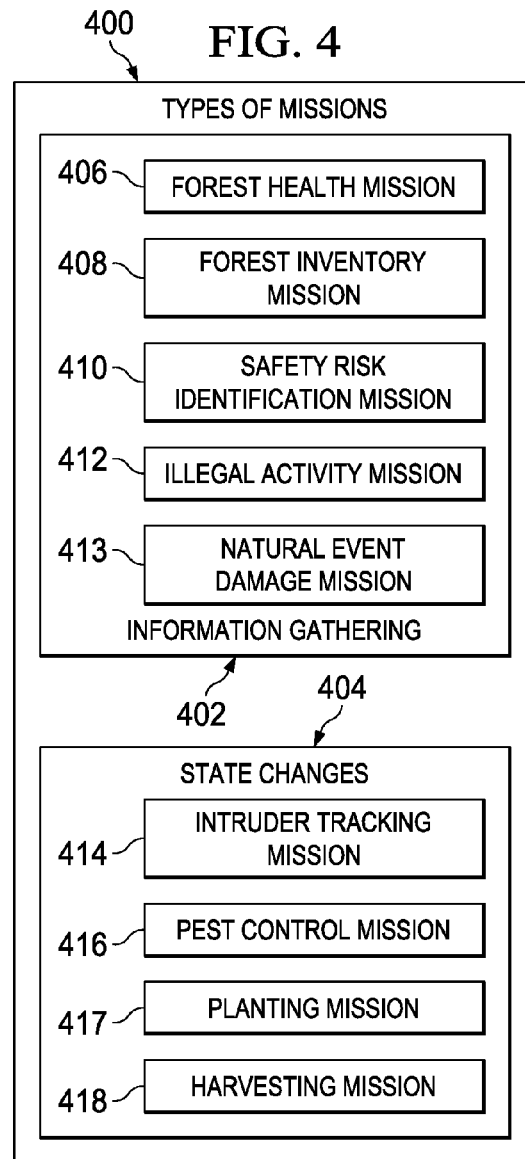 FIG. 4
400
TYPES OF MISSIONS
406
FOREST HEALTH MISSION
408
FOREST INVENTORY
MISSION
410
SAFETY RISK
IDENTIFICATION MISSION
412
ILLEGAL ACTIVITY MISSION
413
NATURAL EVENT
DAMAGE MISSION
INFORMATION GATHERING
402
404
STATE CHANGES
414
INTRUDER TRACKING
MISSION
416
PEST CONTROL MISSION
417
PLANTING MISSION
418
HARVESTING MISSION